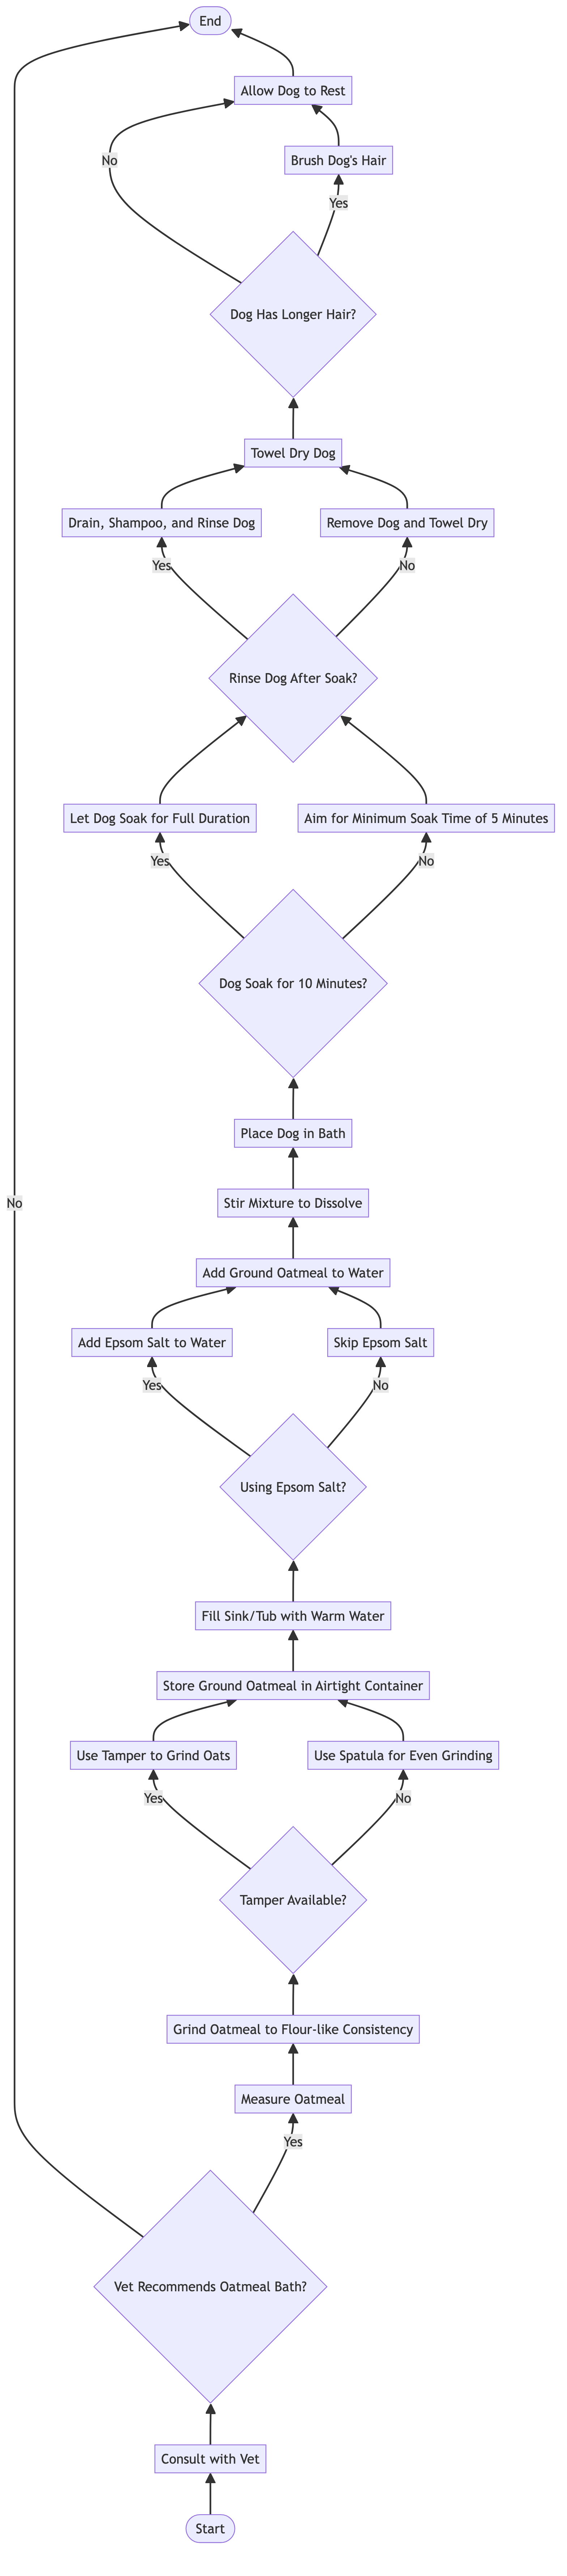 End
Allow Dog to Rest
No
Brush Dog's Hair
Yes
Dog Has Longer Hair?
Towel Dry Dog
Drain, Shampoo, and Rinse Dog
Remove Dog and Towel Dry
Yes
No
Rinse Dog After Soak?
Let Dog Soak for Full Duration
Aim for Minimum Soak Time of 5 Minutes
Yes
No
Dog Soak for 10 Minutes?
Place Dog in Bath
Stir Mixture to Dissolve
No
Add Ground Oatmeal to Water
Add Epsom Salt to Water
Skip Epsom Salt
Yes
No
Using Epsom Salt?
Fill Sink/Tub with Warm Water
Store Ground Oatmeal in Airtight Container
Use Tamper to Grind Oats
Use Spatula for Even Grinding
Yes
No
Tamper Available?
Grind Oatmeal to Flour-like Consistency
Measure Oatmeal
Yes
Vet Recommends Oatmeal Bath?
Consult with Vet
Start